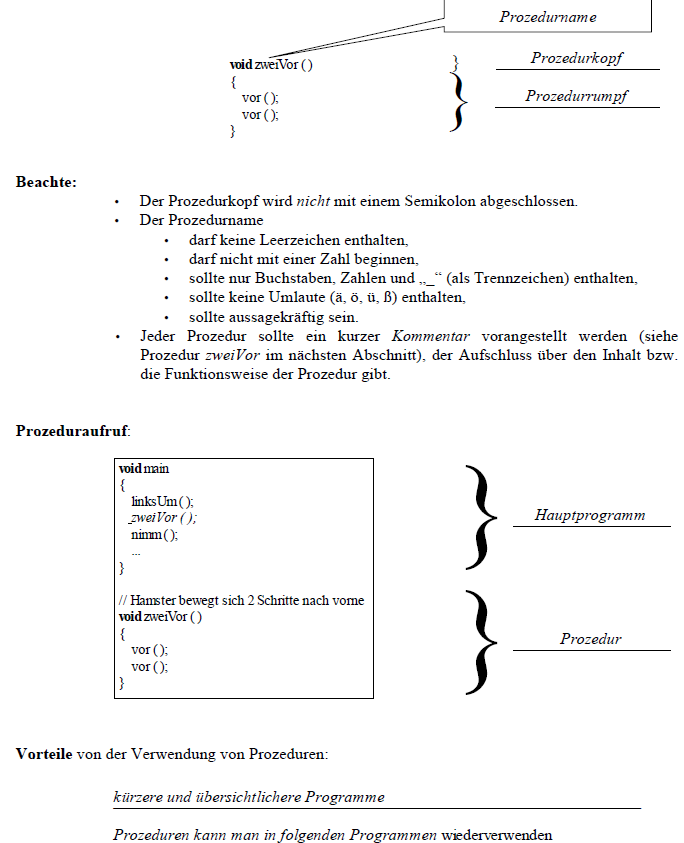 Prozedurname
void zweiVor ( ) } Prozedurkopf
{
vor ( ); } Prozedurrumpf
vor ( );
}
Beachte:
• Der Prozedurkopf wird nicht mit einem Semikolon abgeschlossen.
• Der Prozedurname
• darf keine Leerzeichen enthalten,
• darf nicht mit einer Zahl beginnen,
• sollte nur Buchstaben, Zahlen und „_“ (als Trennzeichen) enthalten,
• sollte keine Umlaute (ä, ö, ü, ß) enthalten,
• sollte aussagekräftig sein.
• Jeder Prozedur sollte ein kurzer Kommentar vorangestellt werden (siehe
Prozedur zweiVor im nächsten Abschnitt), der Aufschluss über den Inhalt bzw.
die Funktionsweise der Prozedur gibt.
Prozeduraufruf:
void main
{
linksUm ( );
_zweiVor ( ); } Hauptprogramm
nimm ( );
...
}
// Hamster bewegt sich 2 Schritte nach vorne
void zweiVor ( )
{ } Prozedur
vor ( );
vor ( );
}
Vorteile von der Verwendung von Prozeduren:
kürzere und übersichtlichere Programme
Prozeduren kann man in folgenden Programmen wiederverwenden